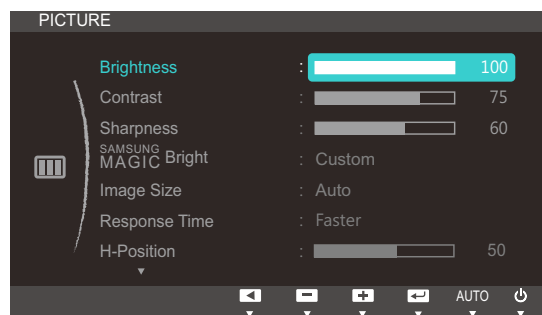 PICTURE
Brightness : 100
Contrast : 75
Sharpness : 60
SAMSUNG
MAGIC Bright : Custom
Image Size : Auto
Response Time : Faster
H-Position : 50
AUTO